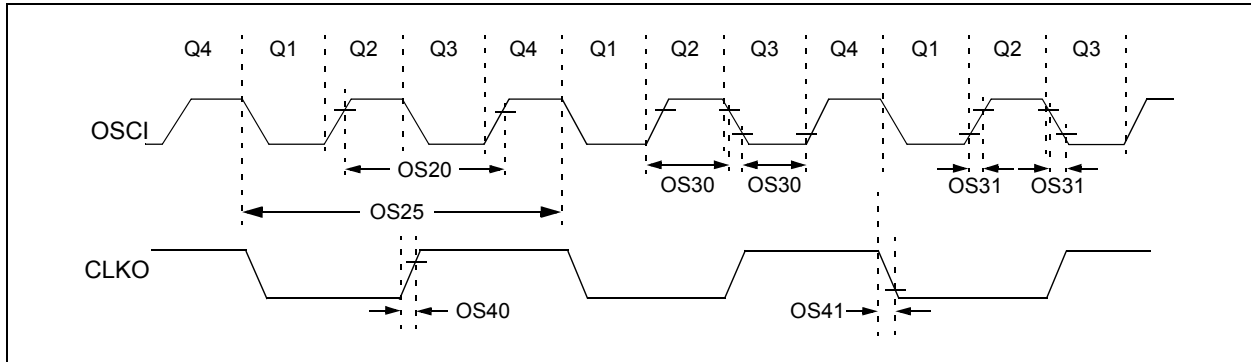 Q4 Q1 Q2 Q3 Q4 Q1 Q2 Q3 Q4 Q1 Q2 Q3
OSCI
OS20
OS30 OS30
OS31 OS31
OS25
CLKO
OS40
OS41